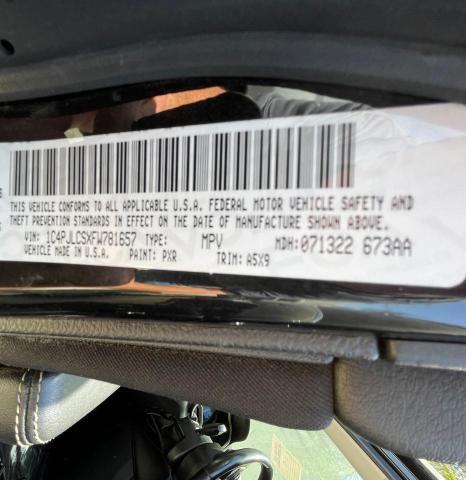 THIS VEHICLE CONFORMS TO ALL APPLICABLE U.S.A. FEDERAL MOTOR VEHICLE SAFETY AND
THEFT PREVENTION STANDARDS IN EFFECT ON THE DATE OF MANUFACTURE SHOWN ABOVE.
VIN: 1C4PJLCSXFW781657 TYPE: MPV MDH:071322 673AA
VEHICLE MADE IN U.S.A. PAINT: PXR TRIM: A5X9